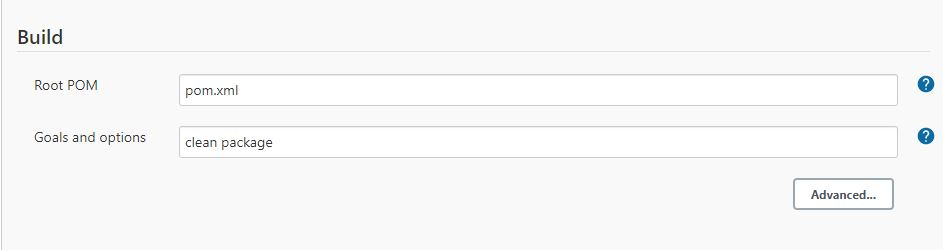 Build
Root POM
pom.xml
?
Goals and options
clean package
?
Advanced...